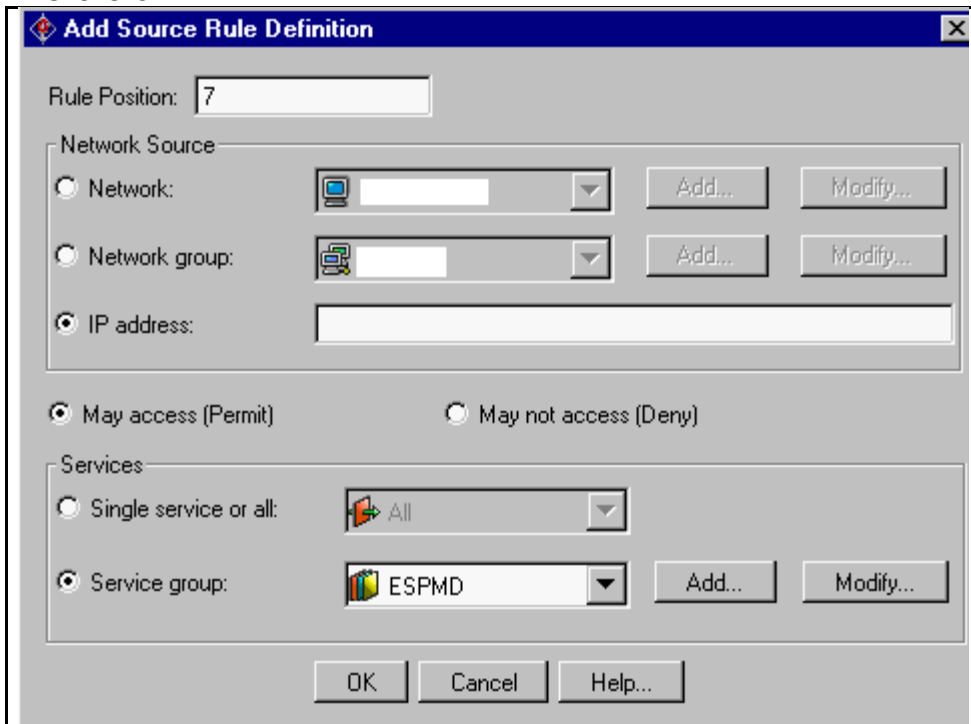 Add Source Rule Definition
Rule Position: 7
Network Source
Network: Add... Modify...
Network group: Add... Modify...
IP address:
May access (Permit) May not access (Deny)
Services
Single service or all: All
Service group: ESPMD Add... Modify...
OK Cancel Help...